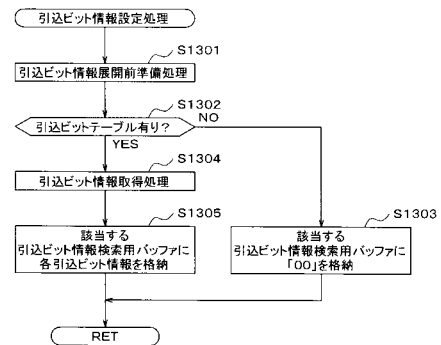 引込ビット情報設定処理
S1301
引込ビット情報展開前準備処理
S1302
引込ビットテーブル有り?
NO
YES
S1304
引込ビット情報取得処理
S1305
該当する
引込ビット情報検索用バッファに
各引込ビット情報を格納
S1303
該当する
引込ビット情報検索用バッファに
「00」を格納
RET